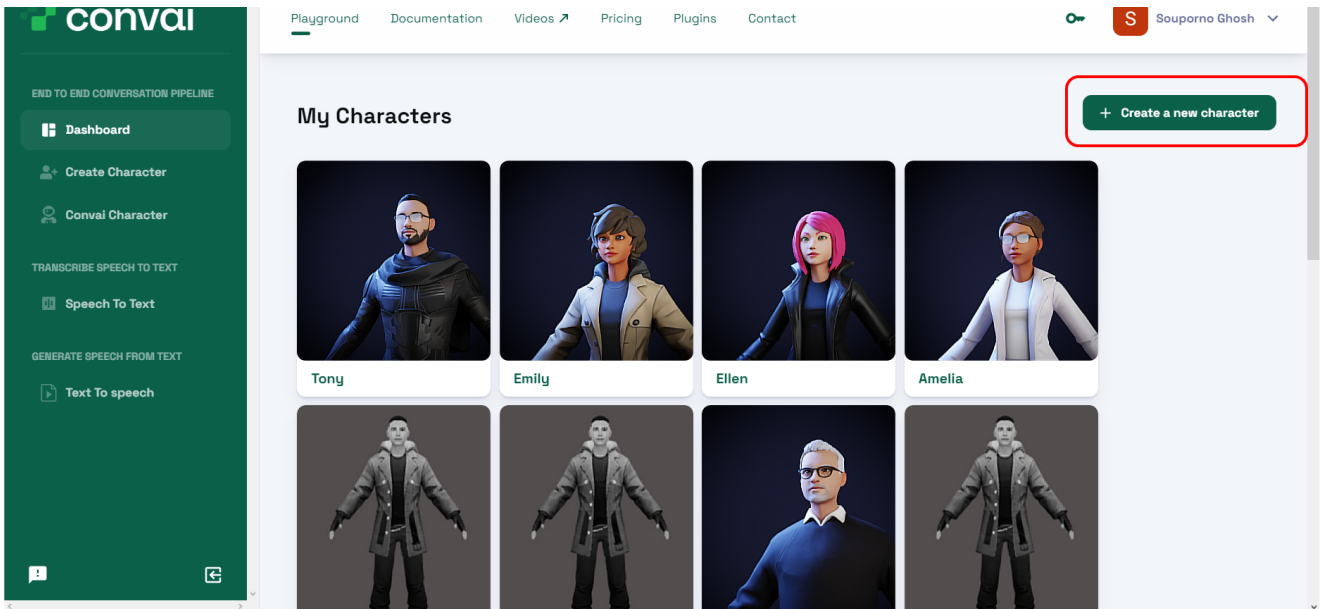 convai
END TO END CONVERSATION PIPELINE
Dashboard
Create Character
Convai Character
TRANSCRIBE SPEECH TO TEXT
Speech To Text
GENERATE SPEECH FROM TEXT
Text To speech
Playground Documentation Videos ↗ Pricing Plugins Contact
S Souporno Ghosh
My Characters
+ Create a new character
Tony Emily Ellen Amelia